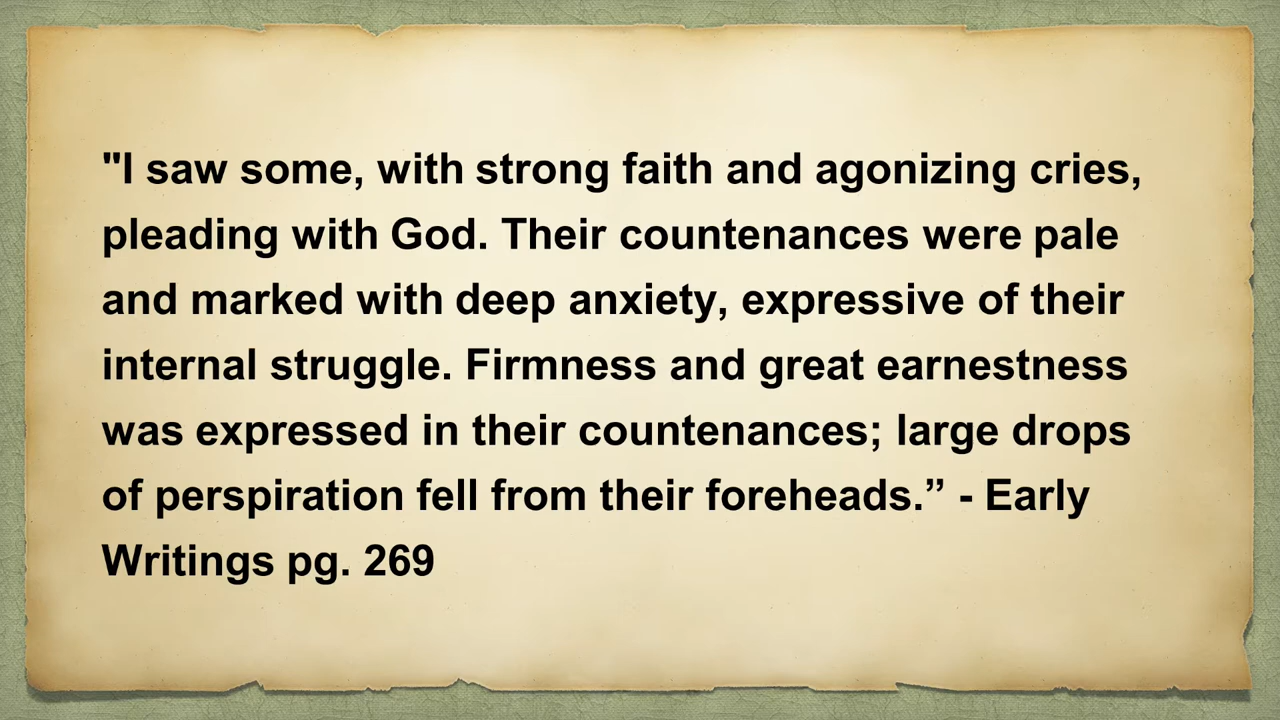 "I saw some, with strong faith and agonizing cries,
pleading with God. Their countenances were pale
and marked with deep anxiety, expressive of their
internal struggle. Firmness and great earnestness
was expressed in their countenances; large drops
of perspiration fell from their foreheads.” - Early
Writings pg. 269